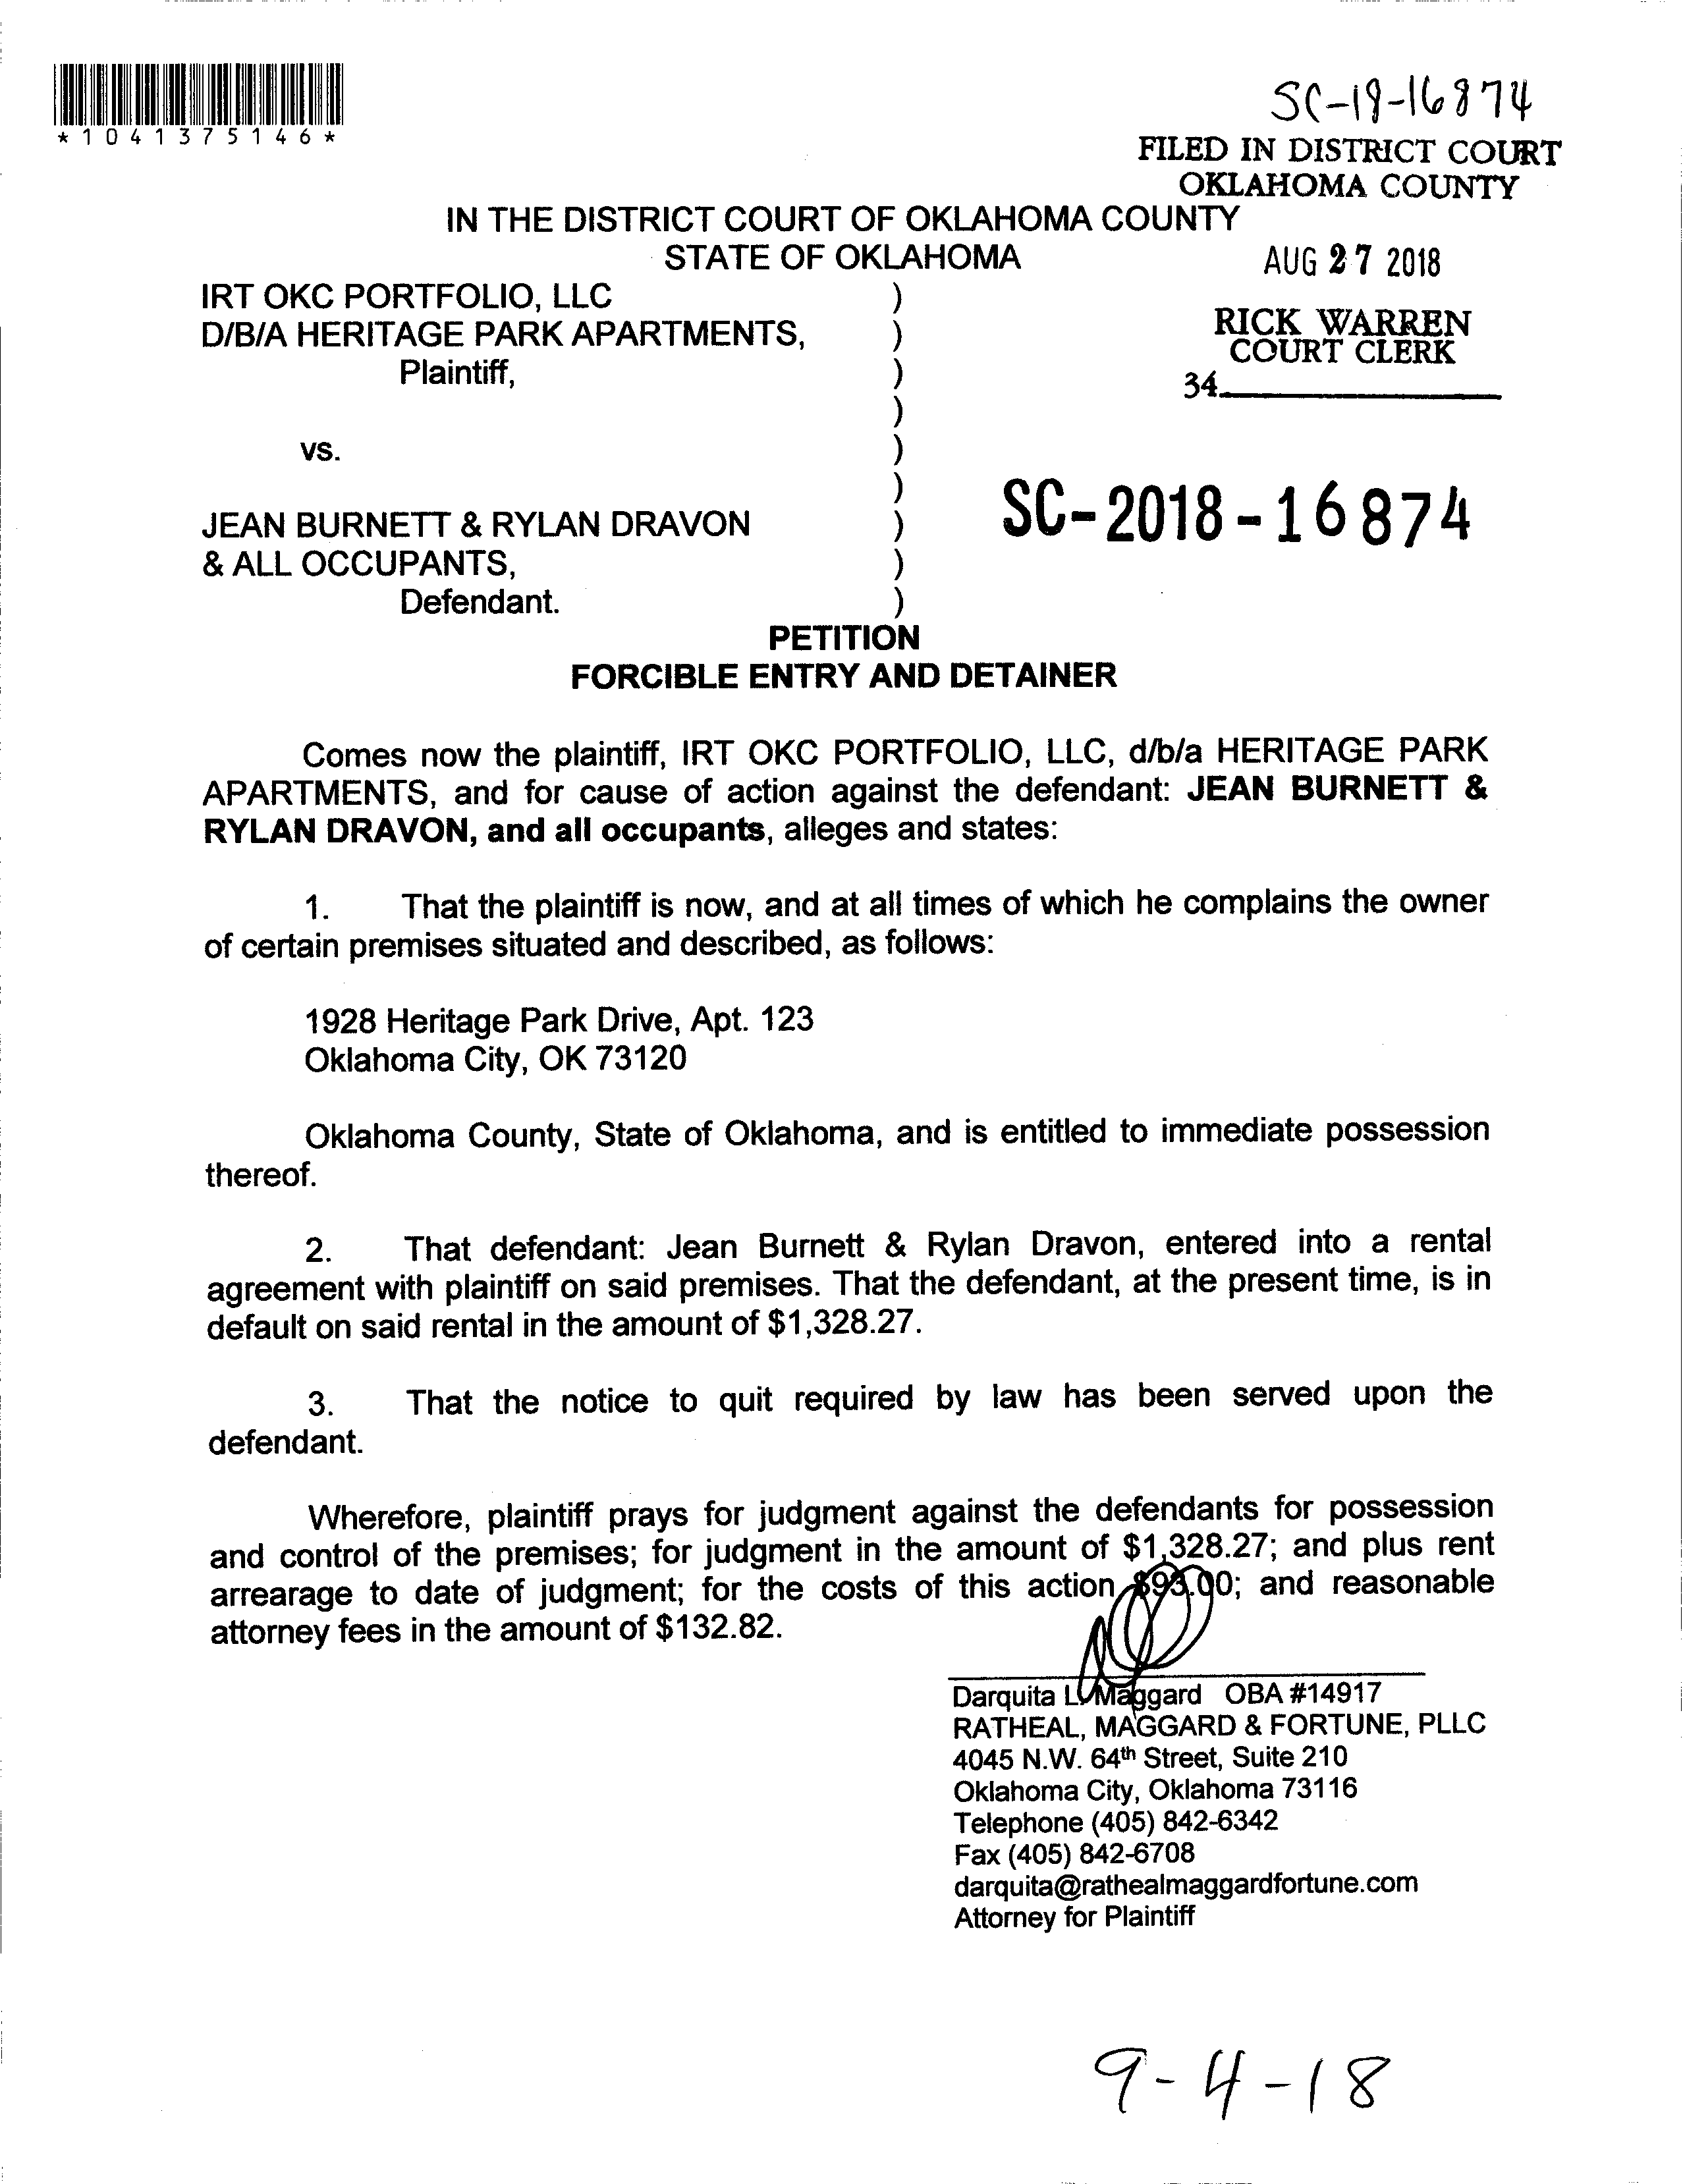 *1041375146*
SC-18-16874
FILED IN DISTRICT COURT
OKLAHOMA COUNTY
IN THE DISTRICT COURT OF OKLAHOMA COUNTY
STATE OF OKLAHOMA
AUG 27 2018
IRT OKC PORTFOLIO, LLC )
D/B/A HERITAGE PARK APARTMENTS, )
RICK WARREN
COURT CLERK
Plaintiff, )
34
)
vs. )
)
SC-2018-16874
JEAN BURNETT & RYLAN DRAVON )
& ALL OCCUPANTS, )
Defendant. )
PETITION
FORCIBLE ENTRY AND DETAINER
Comes now the plaintiff, IRT OKC PORTFOLIO, LLC, d/b/a HERITAGE PARK
APARTMENTS, and for cause of action against the defendant: JEAN BURNETT &
RYLAN DRAVON, and all occupants, alleges and states:
1. That the plaintiff is now, and at all times of which he complains the owner
of certain premises situated and described, as follows:
1928 Heritage Park Drive, Apt. 123
Oklahoma City, OK 73120
Oklahoma County, State of Oklahoma, and is entitled to immediate possession
thereof.
2. That defendant: Jean Burnett & Rylan Dravon, entered into a rental
agreement with plaintiff on said premises. That the defendant, at the present time, is in
default on said rental in the amount of $1,328.27.
3. That the notice to quit required by law has been served upon the
defendant.
Wherefore, plaintiff prays for judgment against the defendants for possession
and control of the premises; for judgment in the amount of $1,328.27; and plus rent
arrearage to date of judgment; for the costs of this action $93.00; and reasonable
attorney fees in the amount of $132.82.
Darquita L. Maggard OBA #14917
RATHEAL, MAGGARD & FORTUNE, PLLC
4045 N.W. 64th Street, Suite 210
Oklahoma City, Oklahoma 73116
Telephone (405) 842-6342
Fax (405) 842-6708
darquita@rathealmaggardfortune.com
Attorney for Plaintiff
9-4-18